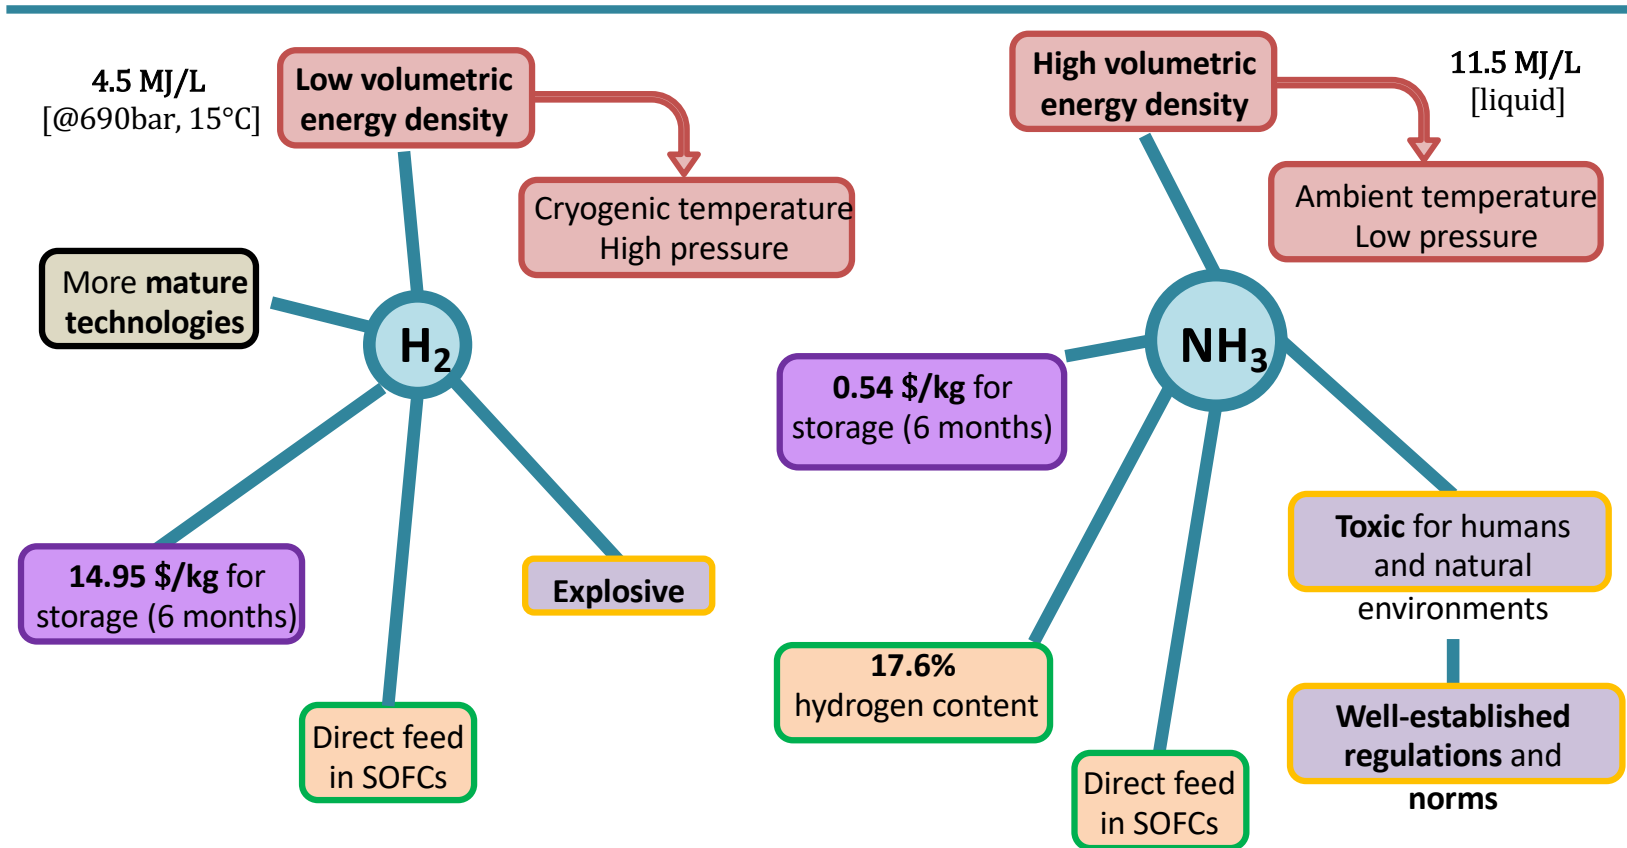 4.5 MJ/L
[@690bar, 15°C]
Low volumetric
energy density
Cryogenic temperature
High pressure
More mature
technologies
H₂
14.95 $/kg for
storage (6 months)
Explosive
Direct feed
in SOFCs
High volumetric
energy density
11.5 MJ/L
[liquid]
Ambient temperature
Low pressure
NH₃
0.54 $/kg for
storage (6 months)
17.6%
hydrogen content
Direct feed
in SOFCs
Toxic for humans
and natural
environments
Well-established
regulations and
norms